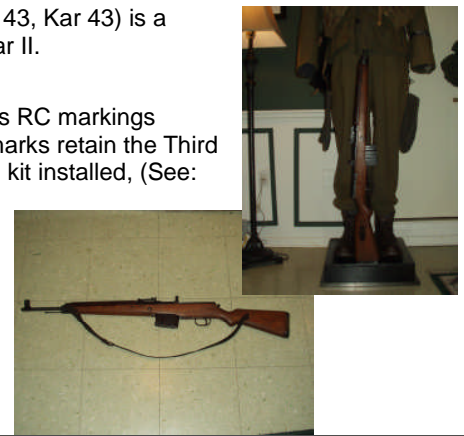 43, Kar 43) is a
ar II.
s RC markings
narks retain the Third
kit installed, (See: